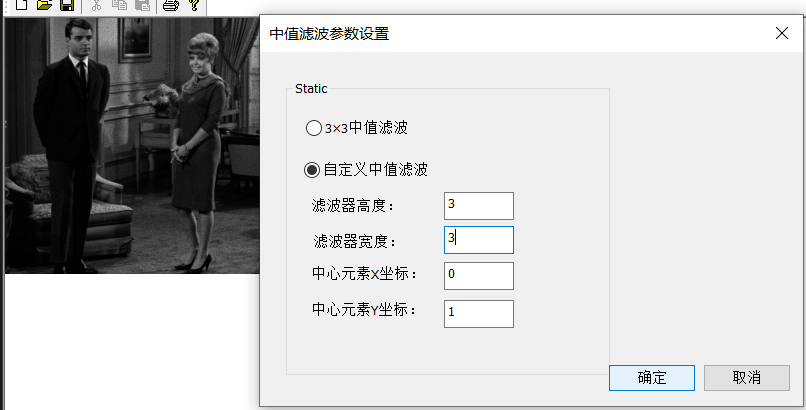 中值滤波参数设置
Static
3×3中值滤波
自定义中值滤波
滤波器高度： 3
滤波器宽度： 3
中心元素X坐标： 0
中心元素Y坐标： 1
确定 取消